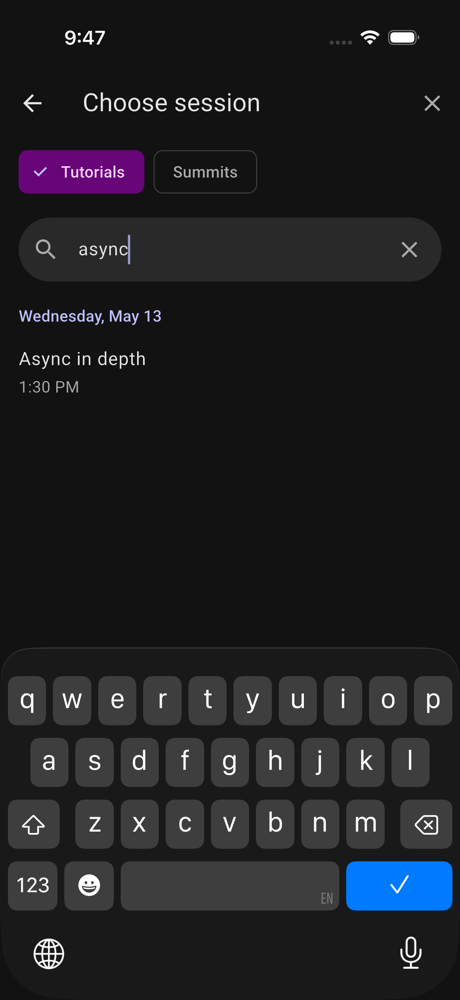 9:47
Choose session
Tutorials
Summits
async
Wednesday, May 13
Async in depth
1:30 PM
q w e r t y u i o p
a s d f g h j k l
z x c v b n m
123
EN